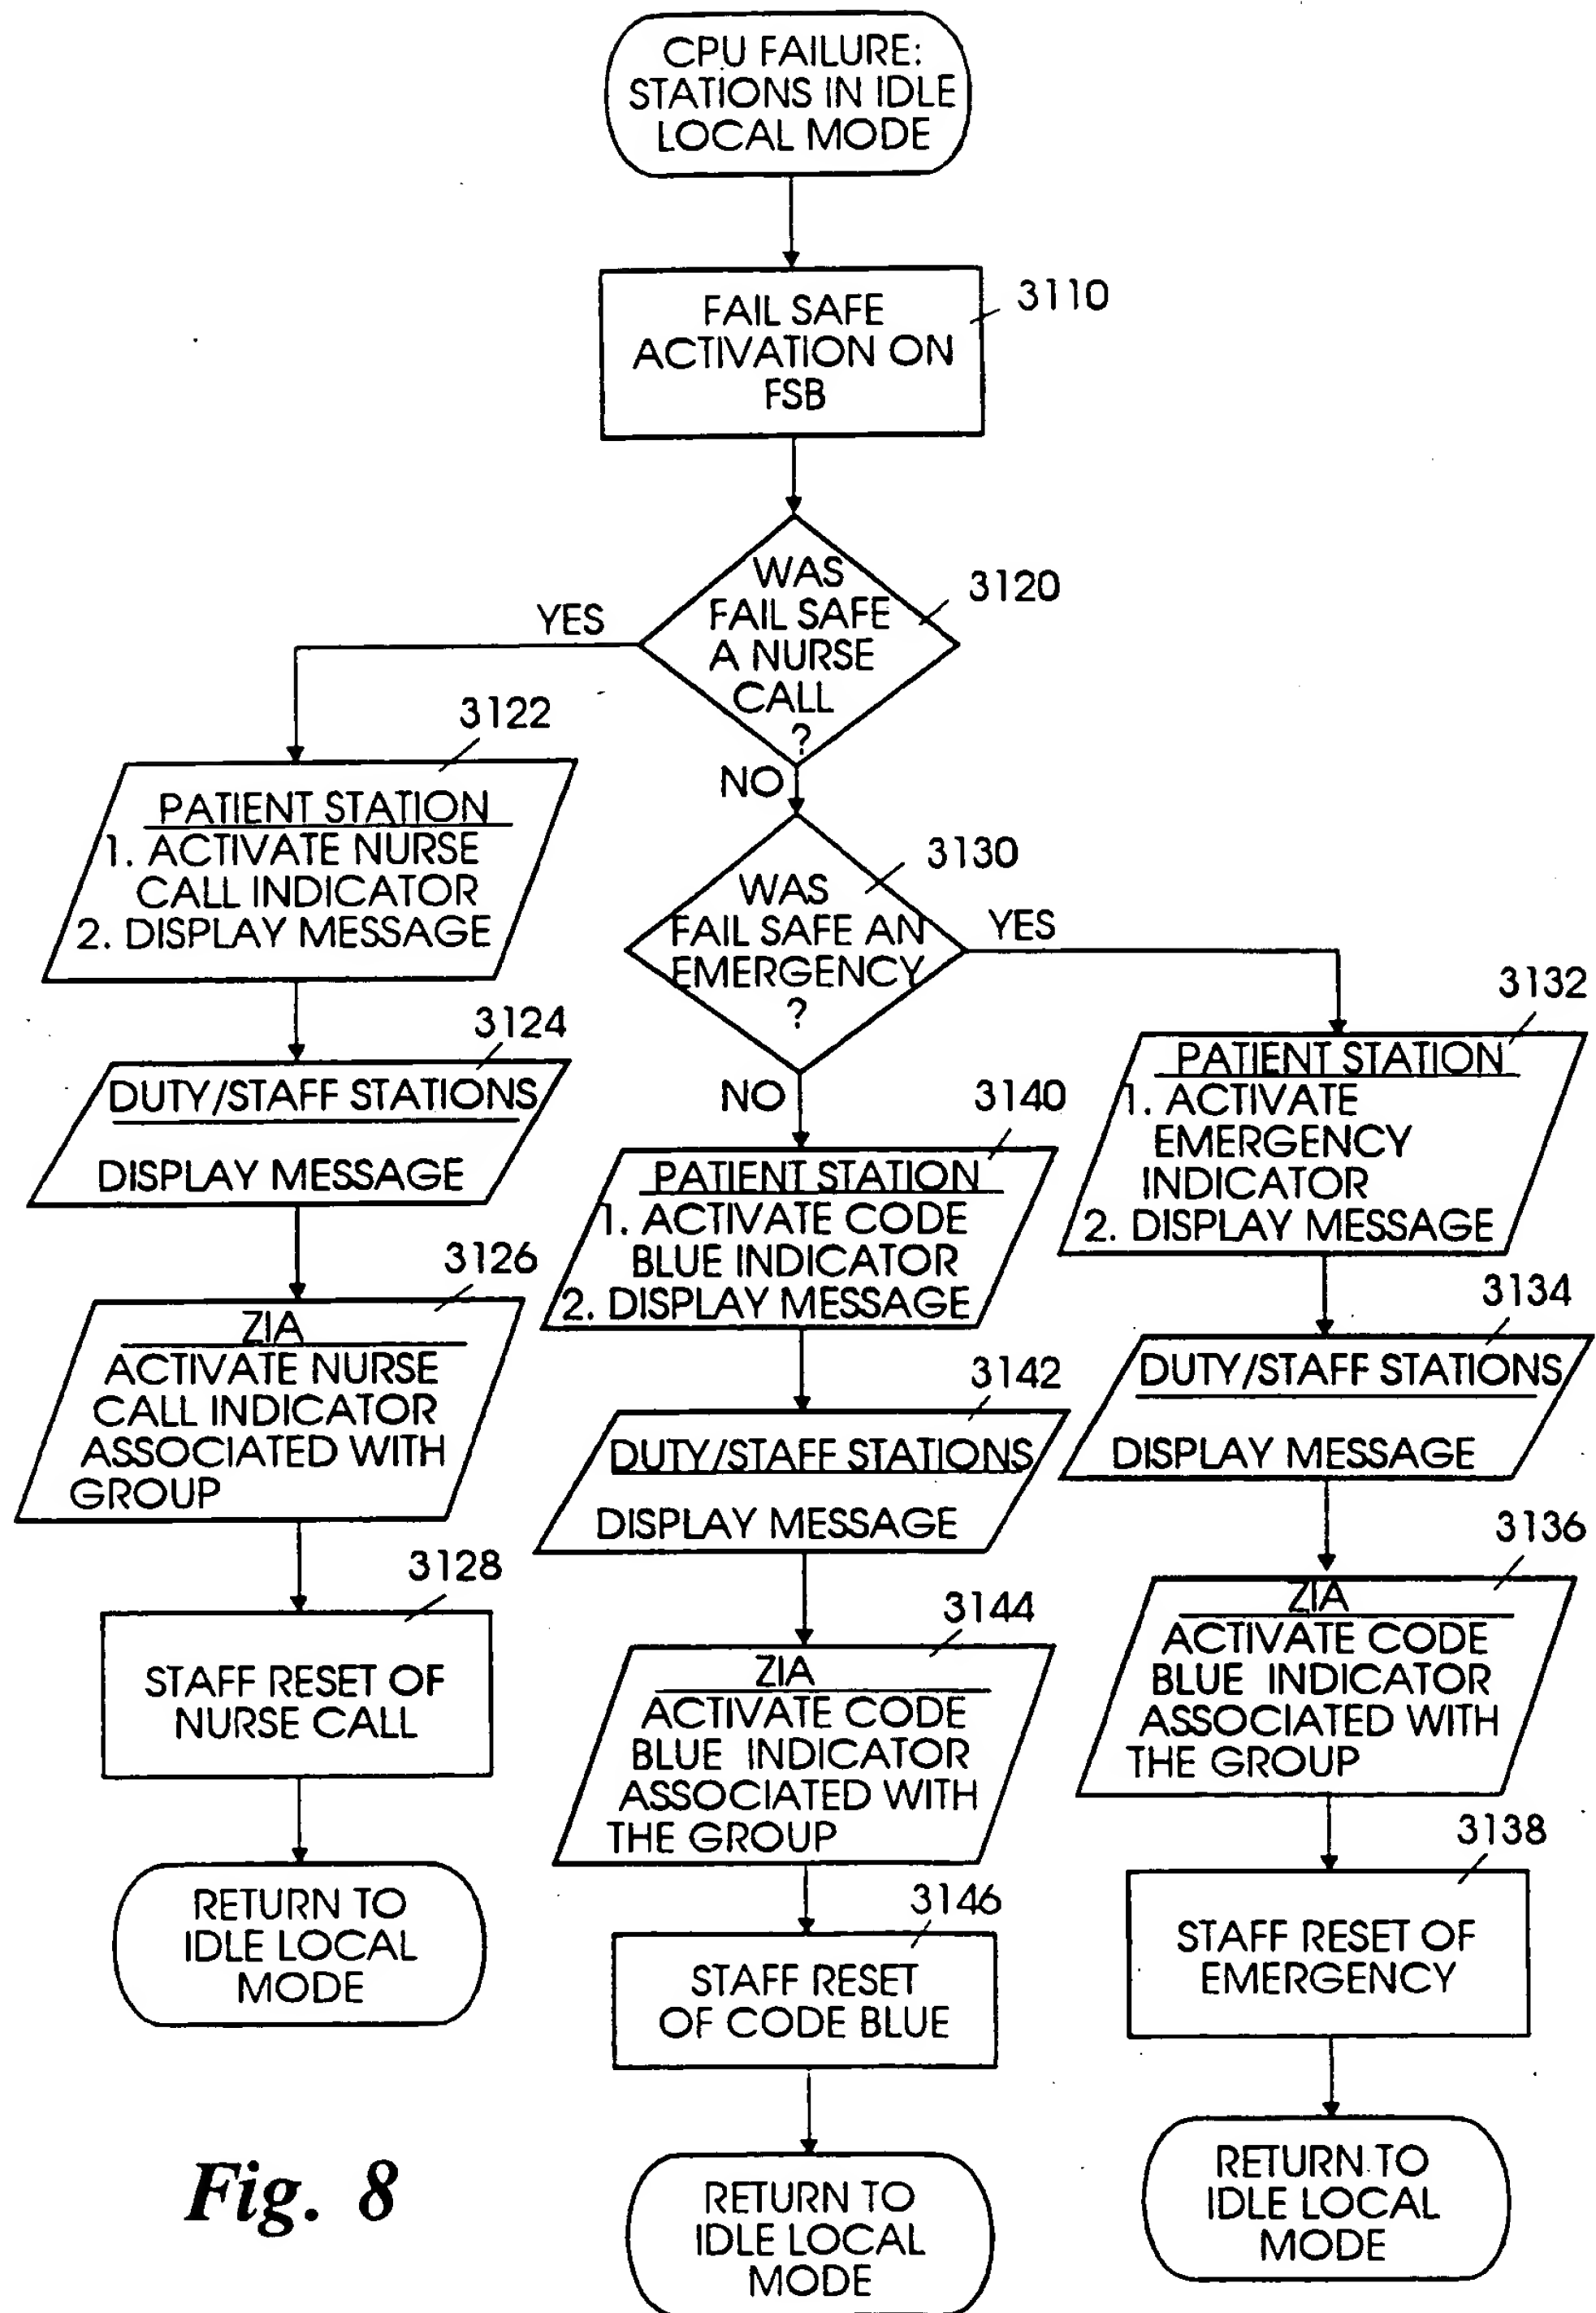 CPU FAILURE:
STATIONS IN IDLE
LOCAL MODE
FAIL SAFE
ACTIVATION ON
FSB
3110
WAS
FAIL SAFE
A NURSE
CALL
?
3120
YES
NO
3122
PATIENT STATION
1. ACTIVATE NURSE
CALL INDICATOR
2. DISPLAY MESSAGE
3124
DUTY/STAFF STATIONS
DISPLAY MESSAGE
3126
ZIA
ACTIVATE NURSE
CALL INDICATOR
ASSOCIATED WITH
GROUP
3128
STAFF RESET OF
NURSE CALL
RETURN TO
IDLE LOCAL
MODE
3130
WAS
FAIL SAFE AN
EMERGENCY
?
YES
NO
3140
PATIENT STATION
1. ACTIVATE CODE
BLUE INDICATOR
2. DISPLAY MESSAGE
3142
DUTY/STAFF STATIONS
DISPLAY MESSAGE
3144
ZIA
ACTIVATE CODE
BLUE INDICATOR
ASSOCIATED WITH
THE GROUP
3146
STAFF RESET
OF CODE BLUE
RETURN TO
IDLE LOCAL
MODE
3132
PATIENT STATION
1. ACTIVATE
EMERGENCY
INDICATOR
2. DISPLAY MESSAGE
3134
DUTY/STAFF STATIONS
DISPLAY MESSAGE
3136
ZIA
ACTIVATE CODE
BLUE INDICATOR
ASSOCIATED WITH
THE GROUP
3138
STAFF RESET OF
EMERGENCY
RETURN TO
IDLE LOCAL
MODE
Fig. 8